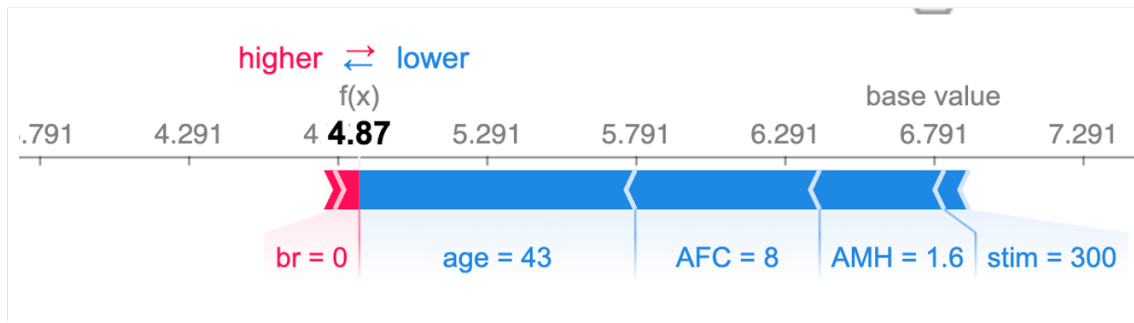 higher lower
f(x) base value
.791 4.291 4 4.87 5.291 5.791 6.291 6.791 7.291
br = 0 age = 43 AFC = 8 AMH = 1.6 stim = 300